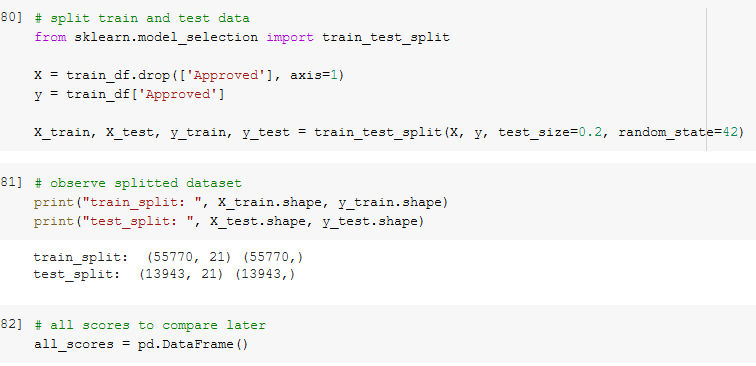 80] # split train and test data
from sklearn.model_selection import train_test_split
X = train_df.drop(['Approved'], axis=1)
y = train_df['Approved']
X_train, X_test, y_train, y_test = train_test_split(X, y, test_size=0.2, random_state=42)
81] # observe splitted dataset
print("train_split: ", X_train.shape, y_train.shape)
print("test_split: ", X_test.shape, y_test.shape)
train_split:  (55770, 21) (55770,)
test_split:  (13943, 21) (13943,)
82] # all scores to compare later
all_scores = pd.DataFrame()